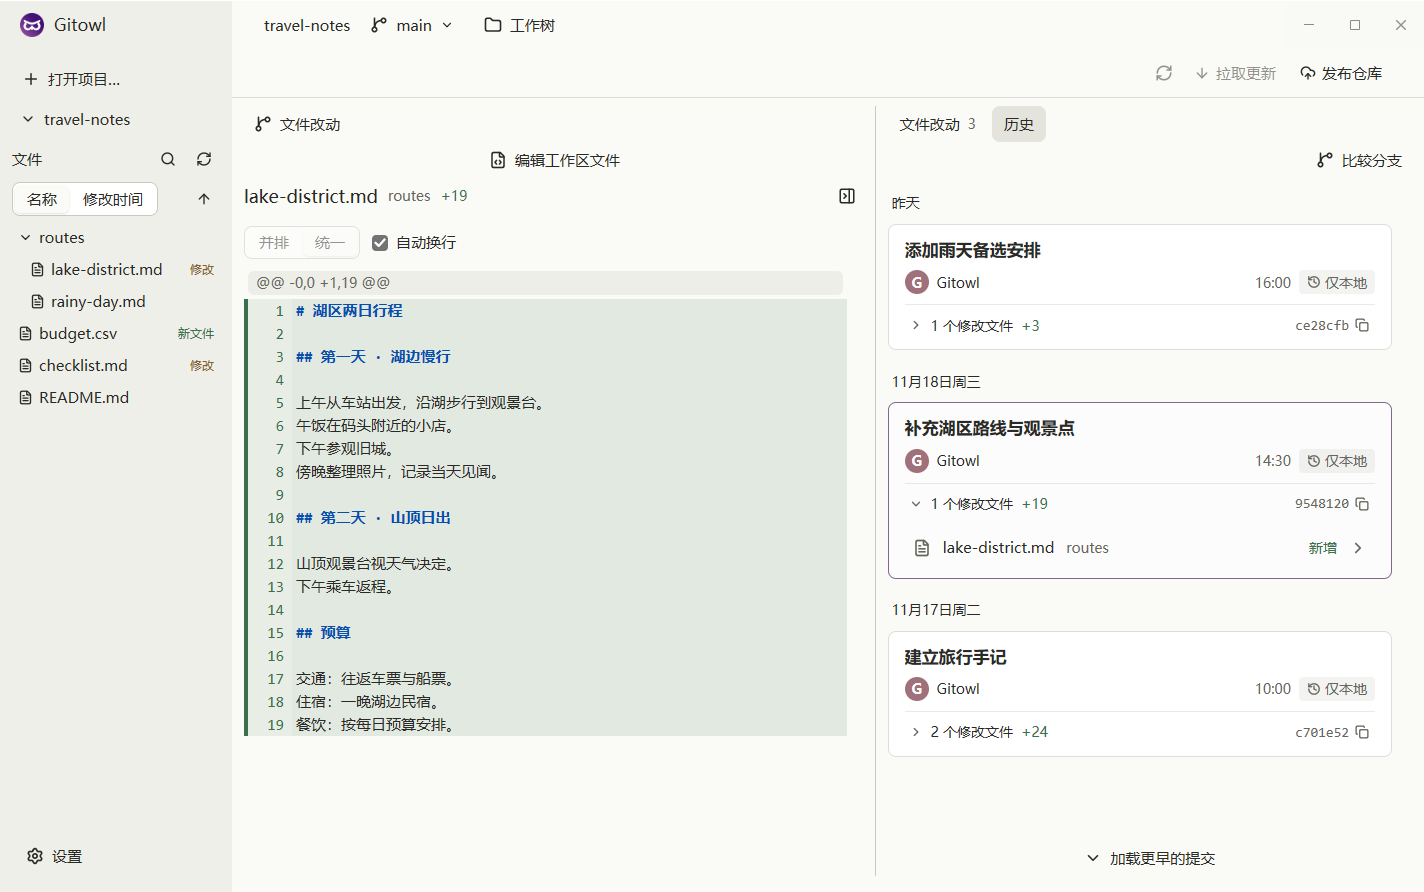 Gitowl
travel-notes
main
工作树
打开项目...
拉取更新
发布仓库
travel-notes
文件
名称
修改时间
routes
lake-district.md 修改
rainy-day.md
budget.csv 新文件
checklist.md 修改
README.md
设置
文件改动
编辑工作区文件
lake-district.md routes +19
并排
统一
自动换行
@@ -0,0 +1,19 @@
1 # 湖区两日行程
2
3 ## 第一天 · 湖边慢行
4
5 上午从车站出发，沿湖步行到观景台。
6 午饭在码头附近的小店。
7 下午参观旧城。
8 傍晚整理照片，记录当天见闻。
9
10 ## 第二天 · 山顶日出
11
12 山顶观景台视天气决定。
13 下午乘车返程。
14
15 ## 预算
16
17 交通：往返车票与船票。
18 住宿：一晚湖边民宿。
19 餐饮：按每日预算安排。
文件改动 3
历史
比较分支
昨天
添加雨天备选安排
G Gitowl 16:00 仅本地
1 个修改文件 +3 ce28cfb
11月18日周三
补充湖区路线与观景点
G Gitowl 14:30 仅本地
1 个修改文件 +19 9548120
lake-district.md routes 新增
11月17日周二
建立旅行手记
G Gitowl 10:00 仅本地
2 个修改文件 +24 c701e52
加载更早的提交